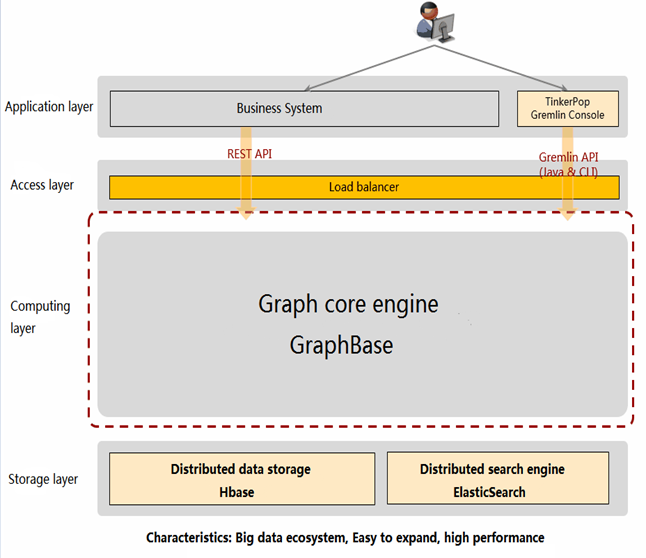 Application layer
Business System
TinkerPop
Gremlin Console
REST API
Gremlin API
(Java & CLI)
Access layer
Load balancer
Computing
layer
Graph core engine
GraphBase
Storage layer
Distributed data storage
Hbase
Distributed search engine
ElasticSearch
Characteristics: Big data ecosystem, Easy to expand, high performance